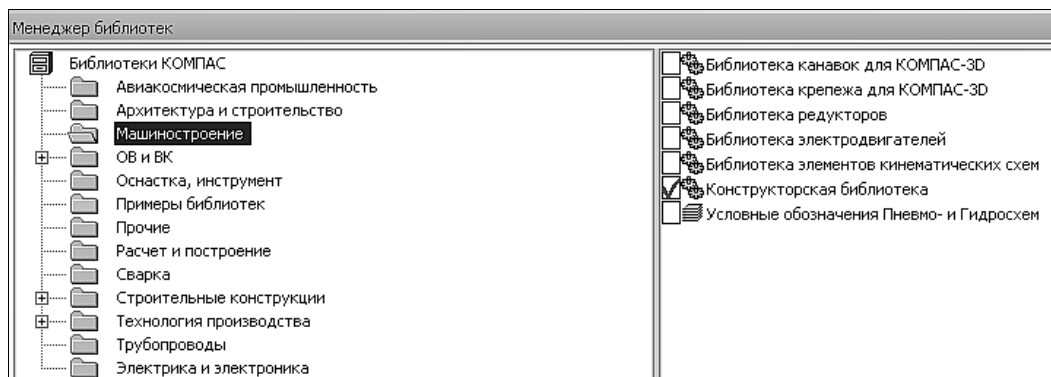 Менеджер библиотек
Библиотеки КОМПАС
Авиакосмическая промышленность
Архитектура и строительство
Машиностроение
ОВ и ВК
Оснастка, инструмент
Примеры библиотек
Прочие
Расчет и построение
Сварка
Строительные конструкции
Технология производства
Трубопроводы
Электрика и электроника
Библиотека канавок для КОМПАС-3D
Библиотека крепежа для КОМПАС-3D
Библиотека редукторов
Библиотека электродвигателей
Библиотека элементов кинематических схем
Конструкторская библиотека
Условные обозначения Пневмо- и Гидросхем